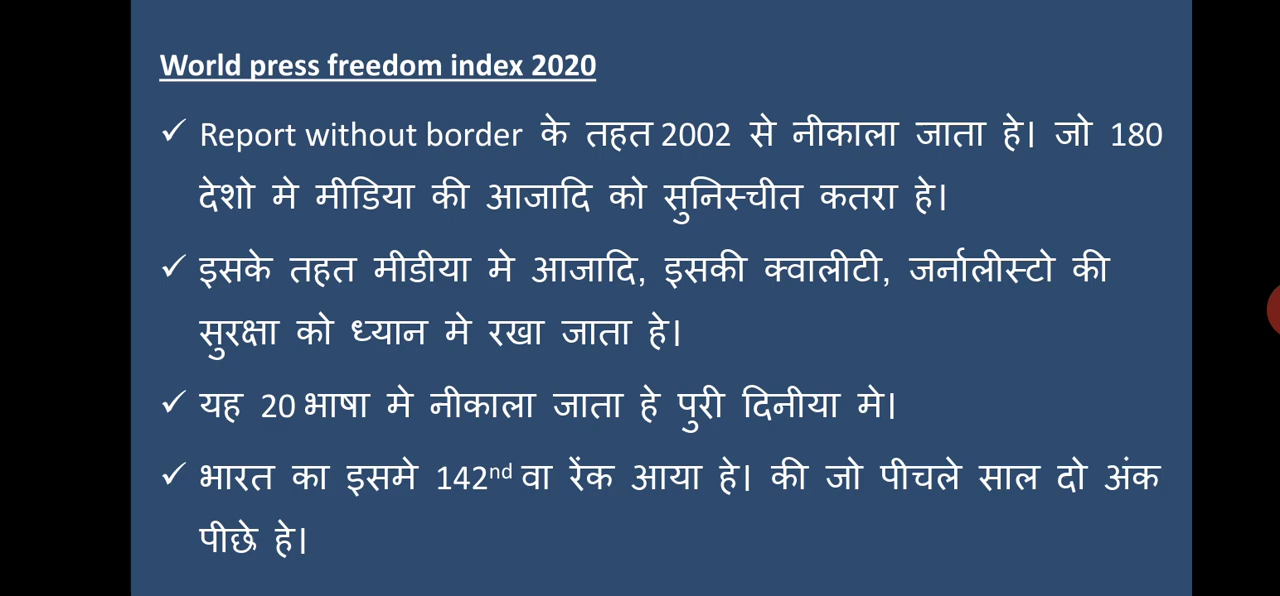 World press freedom index 2020
✓ Report without border के तहत 2002 से नीकाला जाता हे। जो 180
देशो मे मीडिया की आजादि को सुनिस्चीत कतरा हे।
✓ इसके तहत मीडीया मे आजादि, इसकी क्वालीटी, जर्नालीस्टो की
सुरक्षा को ध्यान मे रखा जाता हे।
✓ यह 20 भाषा मे नीकाला जाता हे पुरी दिनीया मे।
✓ भारत का इसमे 142nd वा रेंक आया हे। की जो पीचले साल दो अंक
पीछे हे।